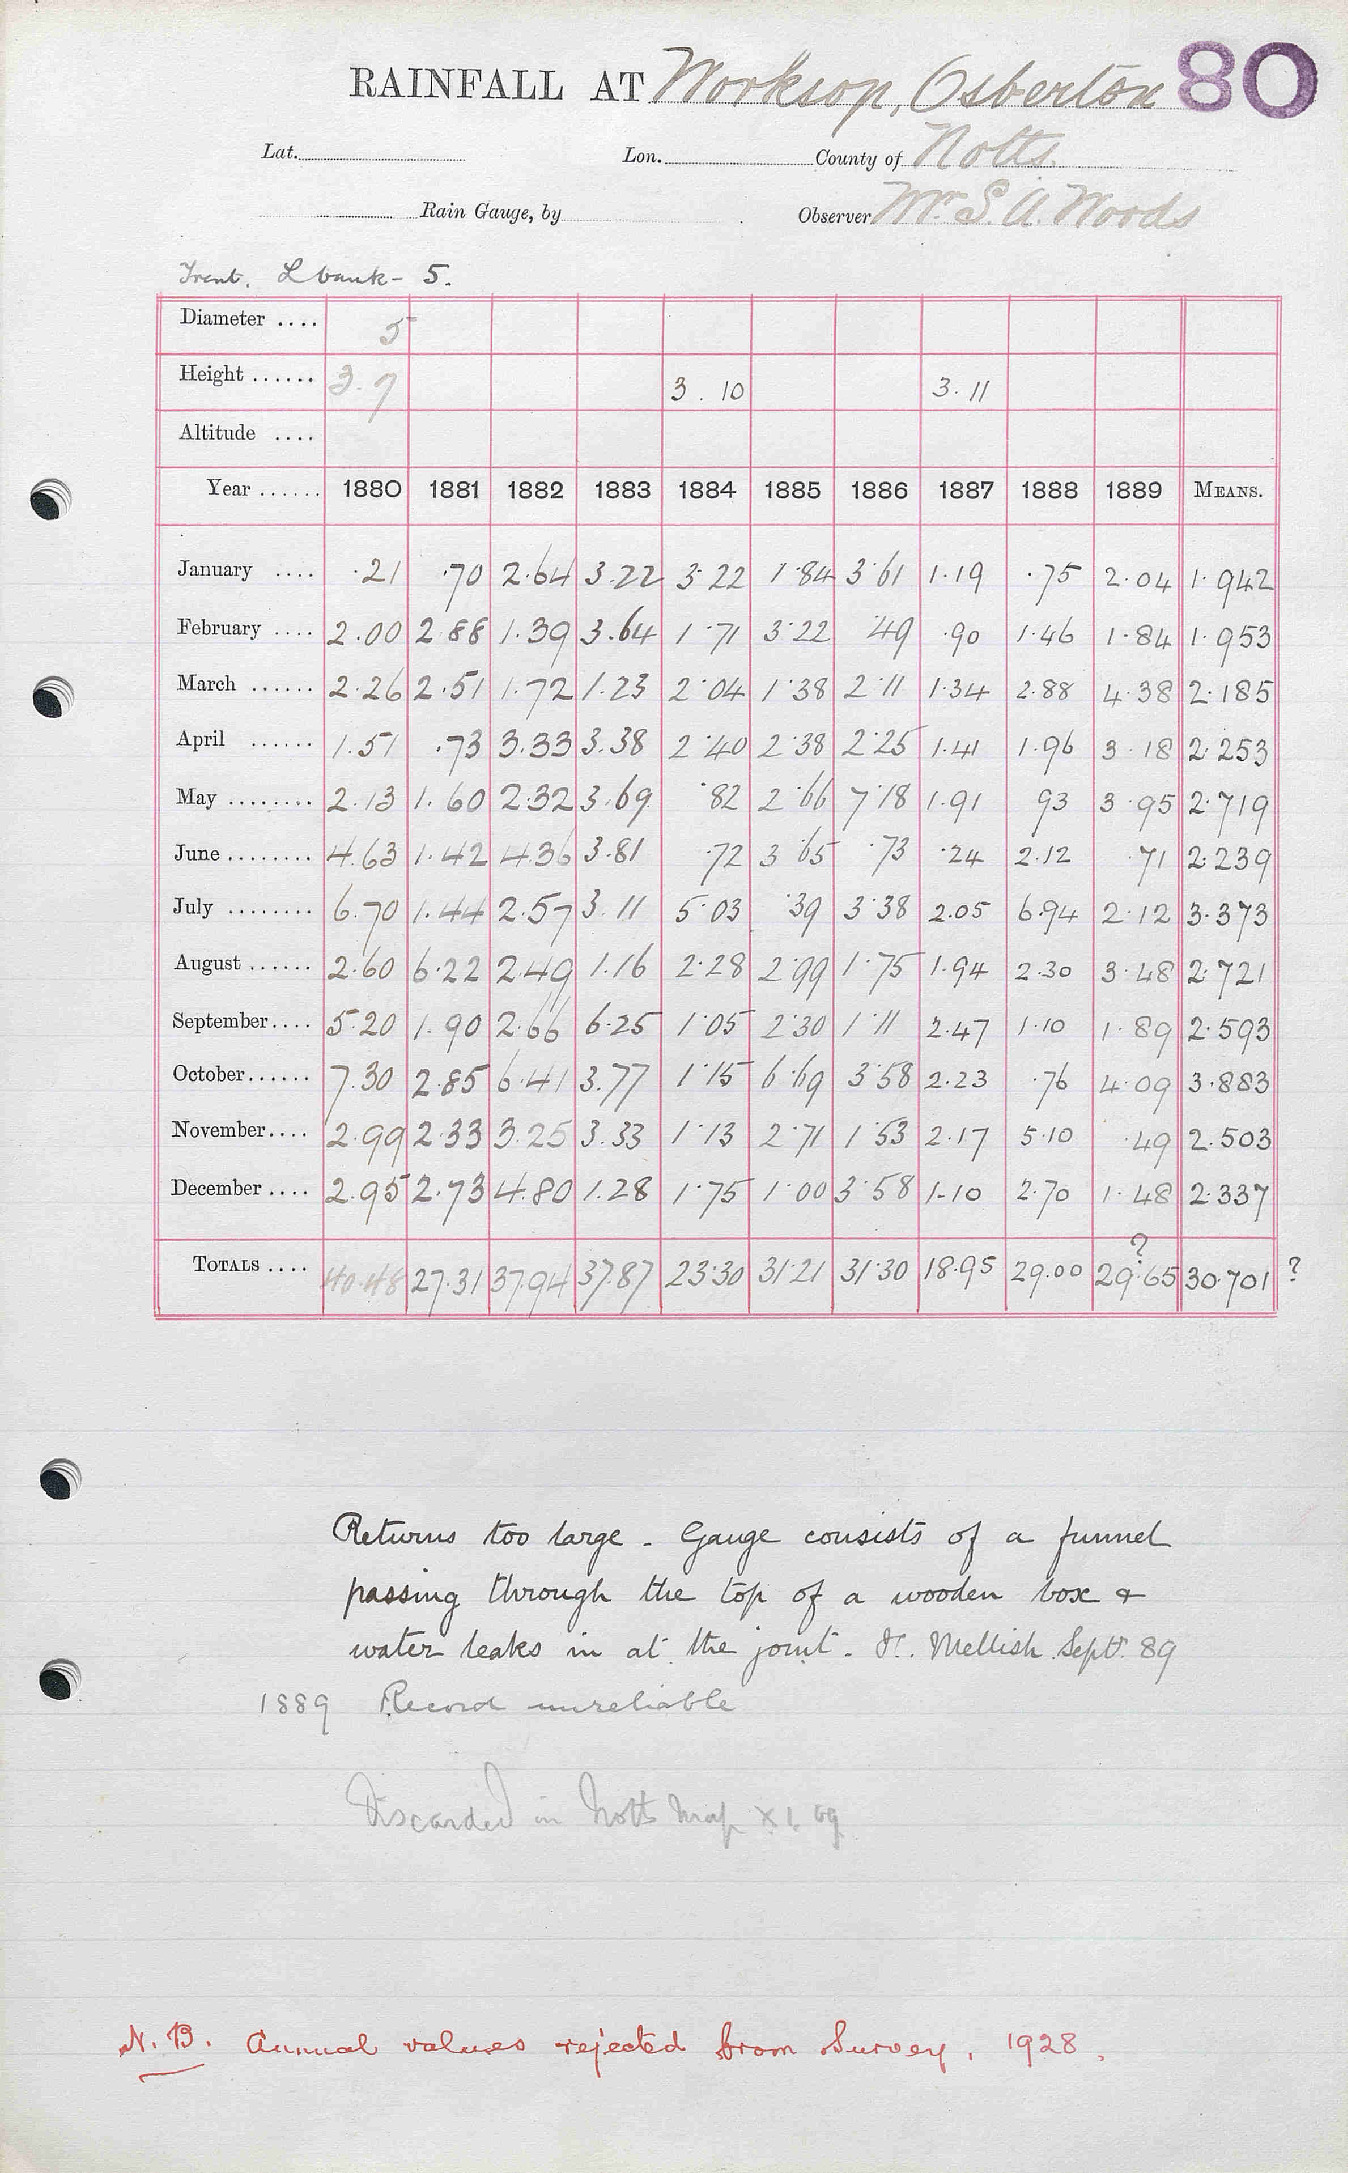 RAINFALL AT Worksop, Osberton 80
Lat. Lon. County of Notts.
Rain Gauge, by Observer Mr. S. A. Woods
Trent. L bank - 5.
Diameter .... 5
Height ...... 3.7 3.10 3.11
Altitude ....
Year ...... 1880 1881 1882 1883 1884 1885 1886 1887 1888 1889 MEANS.
January .... .21 .70 2.64 3.22 3.22 1.84 3.61 1.19 .75 2.04 1.942
February .... 2.00 2.88 1.39 3.64 1.71 3.22 .49 .90 1.46 1.84 1.953
March ...... 2.26 2.51 1.72 1.23 2.04 1.38 2.11 1.34 2.88 4.38 2.185
April ...... 1.51 .73 3.33 3.38 2.40 2.38 2.25 1.41 1.96 3.18 2.253
May ........ 2.13 1.60 2.32 3.69 .82 2.66 7.18 1.91 93 3.95 2.719
June ........ 4.63 1.42 4.36 3.81 .72 3.65 .73 .24 2.12 .71 2.239
July ........ 6.70 1.44 2.57 3.11 5.03 .39 3.38 2.05 6.94 2.12 3.373
August ...... 2.60 6.22 2.49 1.16 2.28 2.99 1.75 1.94 2.30 3.48 2.721
September.... 5.20 1.90 2.66 6.25 1.05 2.30 1.11 2.47 1.10 1.89 2.593
October...... 7.30 2.85 6.41 3.77 1.15 6.69 3.58 2.23 .76 4.09 3.883
November.... 2.99 2.33 3.25 3.33 1.13 2.71 1.53 2.17 5.10 .49 2.503
December .... 2.95 2.73 4.80 1.28 1.75 1.00 3.58 1.10 2.70 1.48 2.337
?
TOTALS .... 40.48 27.31 37.94 37.87 23.30 31.21 31.30 18.95 29.00 29.65 30.701 ?
Returns too large - Gauge consists of a funnel
passing through the top of a wooden box &
water leaks in at the joint. Mellish Sept. 89
1889 Record unreliable
Discarded in Notts Map
N. B. Annual values rejected from Survey, 1928.